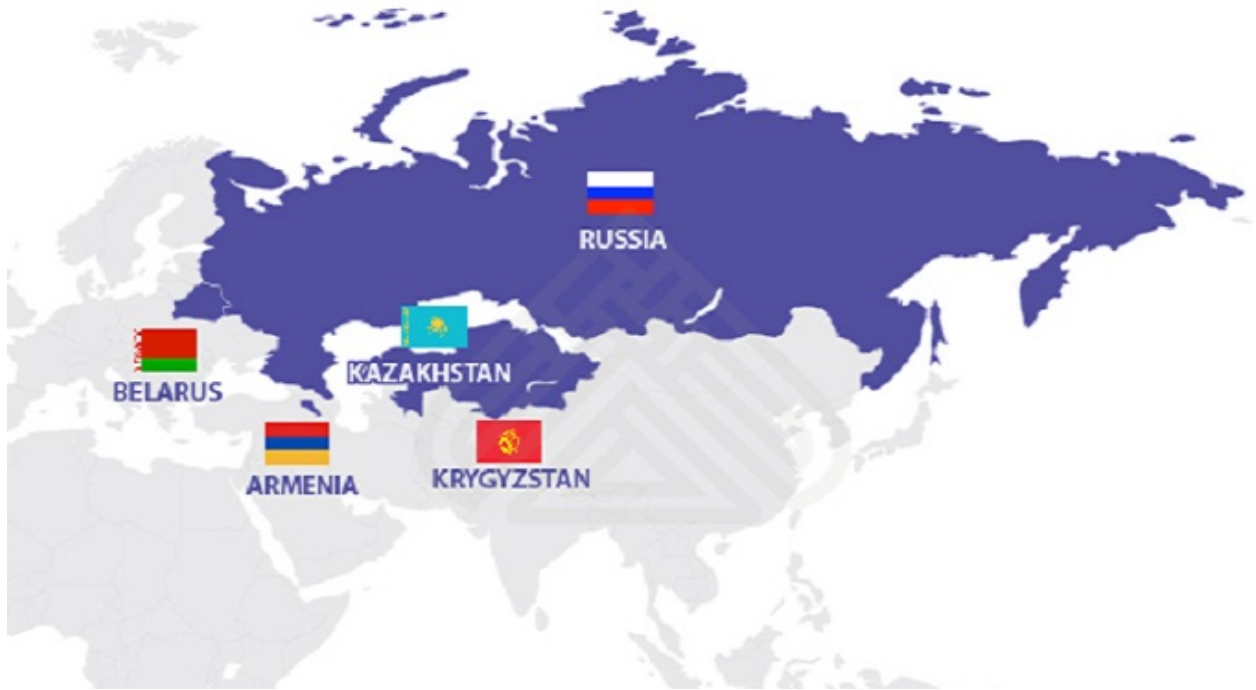 RUSSIA
KAZAKHSTAN
BELARUS
KRYGYZSTAN
ARMENIA